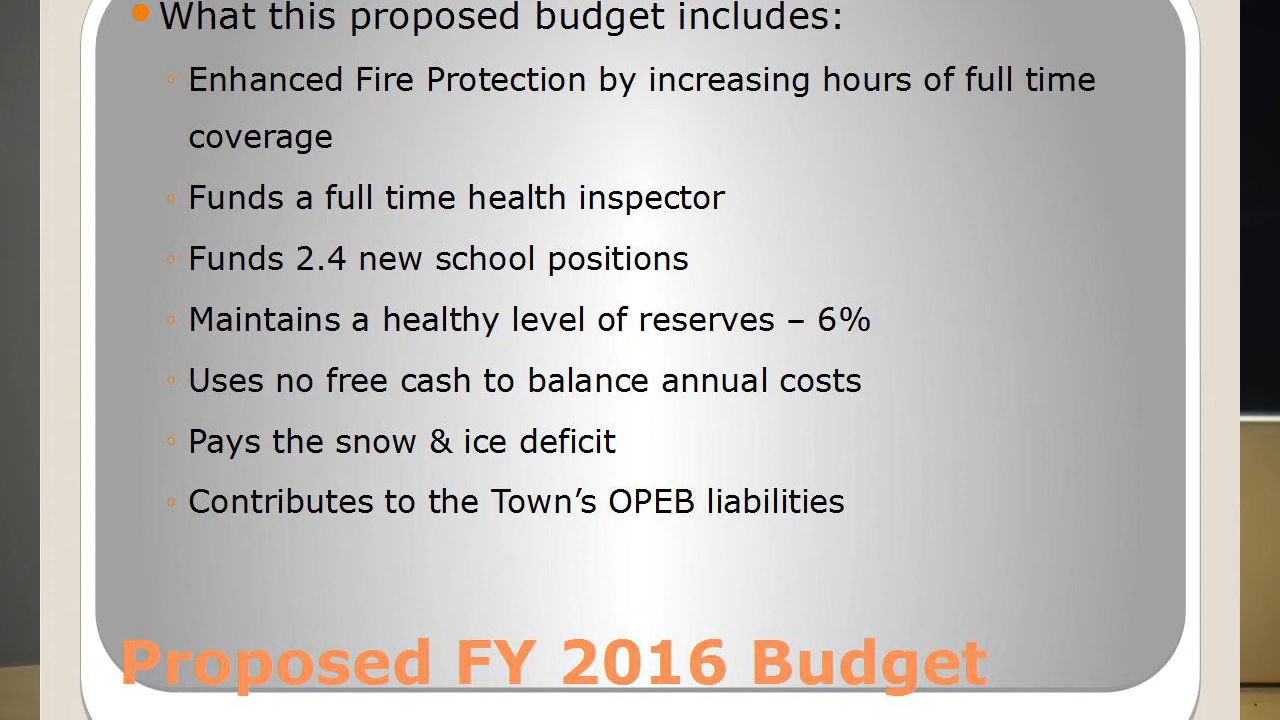 What this proposed budget includes:
Enhanced Fire Protection by increasing hours of full time
coverage
Funds a full time health inspector
Funds 2.4 new school positions
Maintains a healthy level of reserves – 6%
Uses no free cash to balance annual costs
Pays the snow & ice deficit
Contributes to the Town’s OPEB liabilities
Proposed FY 2016 Budget